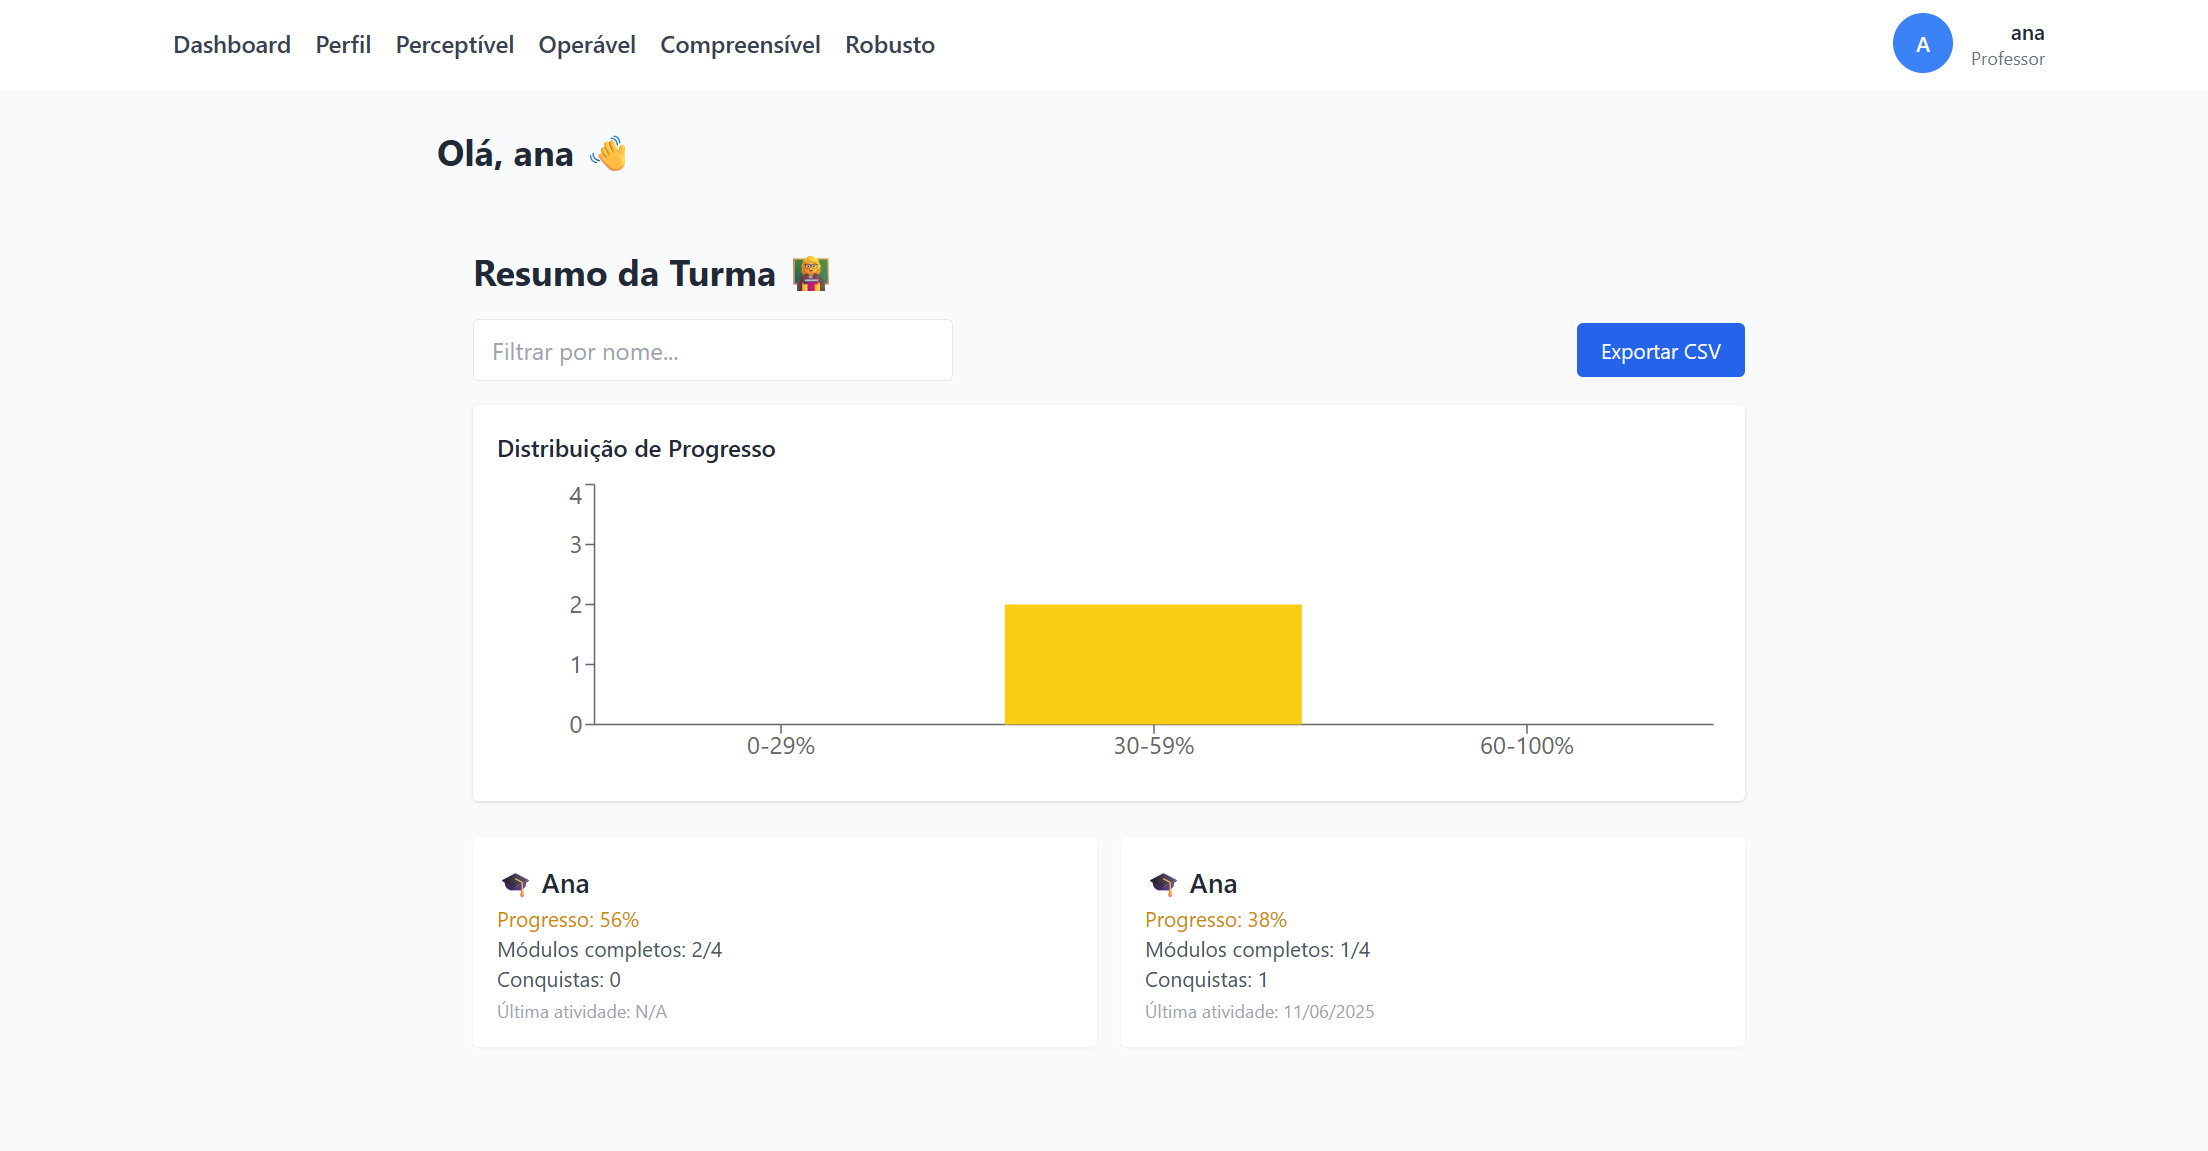 Dashboard Perfil Perceptível Operável Compreensível Robusto
A
ana
Professor
Olá, ana 👋
Resumo da Turma 👩‍🏫
Filtrar por nome...
Exportar CSV
Distribuição de Progresso
4
3
2
1
0
0-29% 30-59% 60-100%
🎓 Ana
Progresso: 56%
Módulos completos: 2/4
Conquistas: 0
Última atividade: N/A
🎓 Ana
Progresso: 38%
Módulos completos: 1/4
Conquistas: 1
Última atividade: 11/06/2025